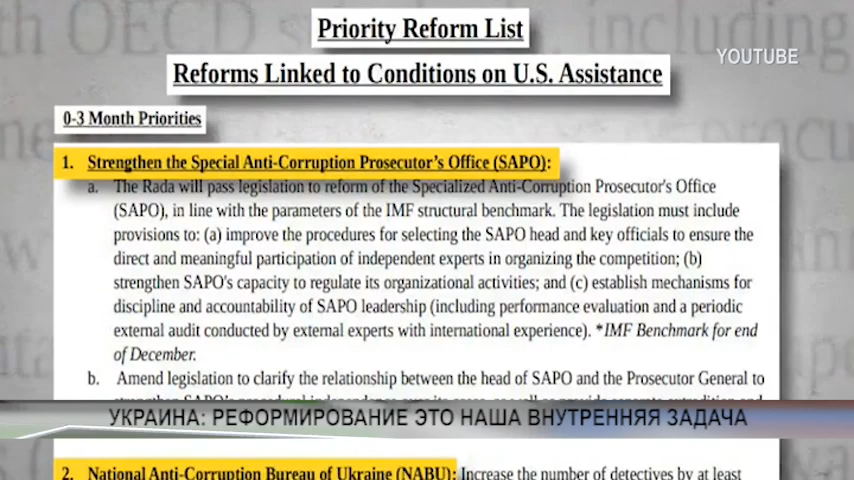 Priority Reform List
YOUTUBE
Reforms Linked to Conditions on U.S. Assistance
0-3 Month Priorities
1. Strengthen the Special Anti-Corruption Prosecutor's Office (SAPO):
a. The Rada will pass legislation to reform of the Specialized Anti-Corruption Prosecutor's Office
(SAPO), in line with the parameters of the IMF structural benchmark. The legislation must include
provisions to: (a) improve the procedures for selecting the SAPO head and key officials to ensure the
direct and meaningful participation of independent experts in organizing the competition; (b)
strengthen SAPO's capacity to regulate its organizational activities; and (c) establish mechanisms for
discipline and accountability of SAPO leadership (including performance evaluation and a periodic
external audit conducted by external experts with international experience). *IMF Benchmark for end
of December.
b. Amend legislation to clarify the relationship between the head of SAPO and the Prosecutor General to
УКРАИНА: РЕФОРМИРОВАНИЕ ЭТО НАША ВНУТРЕННЯЯ ЗАДАЧА
2. National Anti-Corruption Bureau of Ukraine (NABU): Increase the number of detectives by at least